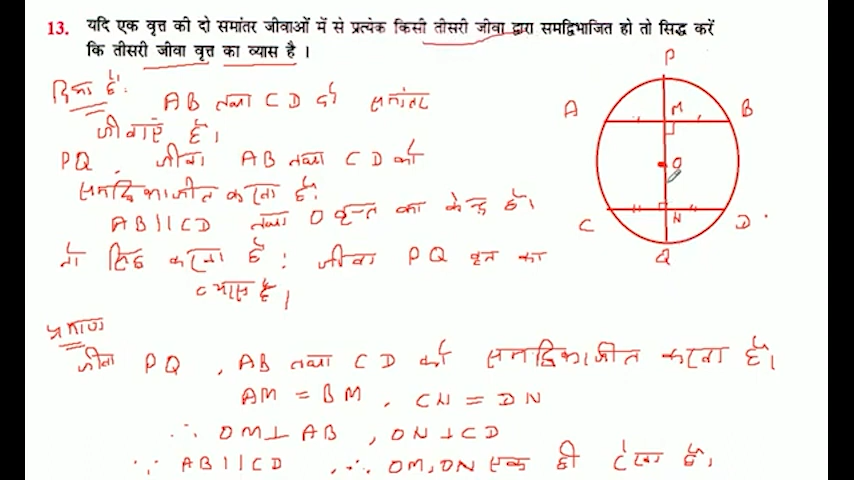 13. यदि एक वृत्त की दो समांतर जीवाओं में से प्रत्येक किसी तीसरी जीवा द्वारा समद्विभाजित हो तो सिद्ध करें
कि तीसरी जीवा वृत्त का व्यास है ।
दिया है:
AB तथा CD दो समांतर
जीवाएँ हैं।
PQ , जीवा AB तथा CD को
समद्विभाजीत करता है।
AB||CD तथा O वृत्त का केन्द्र है।
तो सिद्ध करना है : जीवा PQ वृत का
व्यास है।
प्रमाण
जीवा PQ , AB तथा CD को समद्विभाजीत करता है।
AM = BM , CN = DN
∴ OM⊥AB , ON⊥CD
∵ AB||CD , ∴ OM,ON एक ही रेखा है।
P
A M B
O
C N D
Q